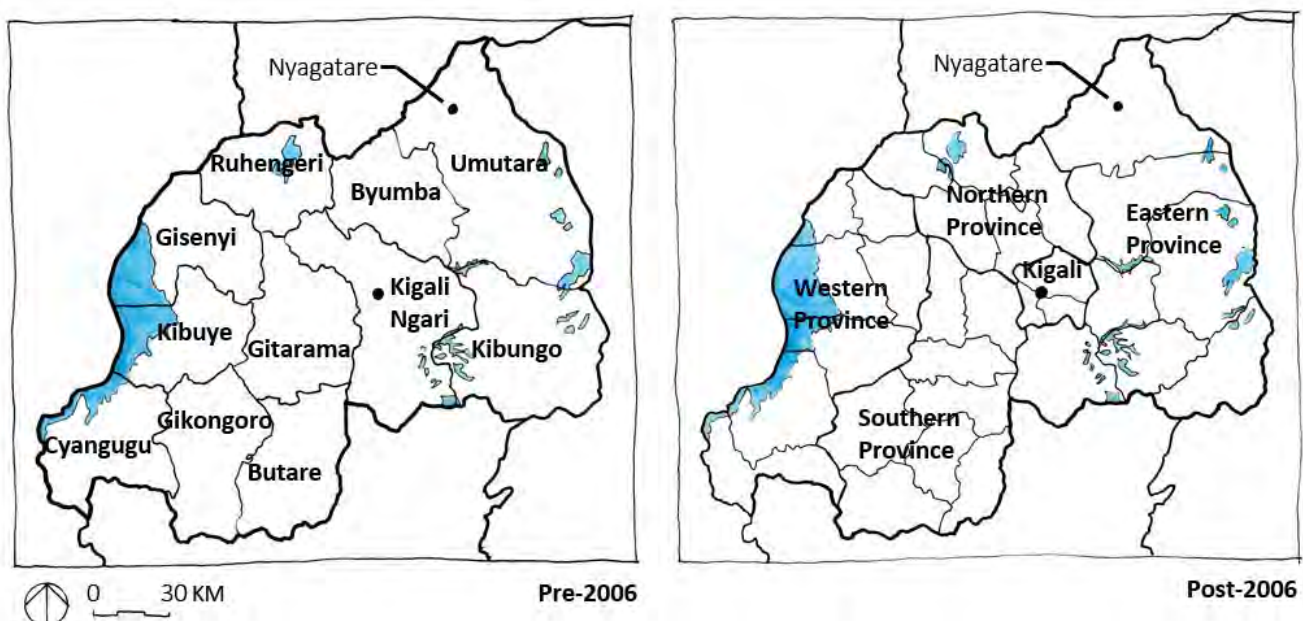 Nyagatare
Ruhengeri
Umutara
Byumba
Gisenyi
Kigali
Ngari
Kibuye
Gitarama
Kibungo
Gikongoro
Cyangugu
Butare
0 30 KM
Pre-2006
Nyagatare
Northern
Province
Eastern
Province
Kigali
Western
Province
Southern
Province
Post-2006